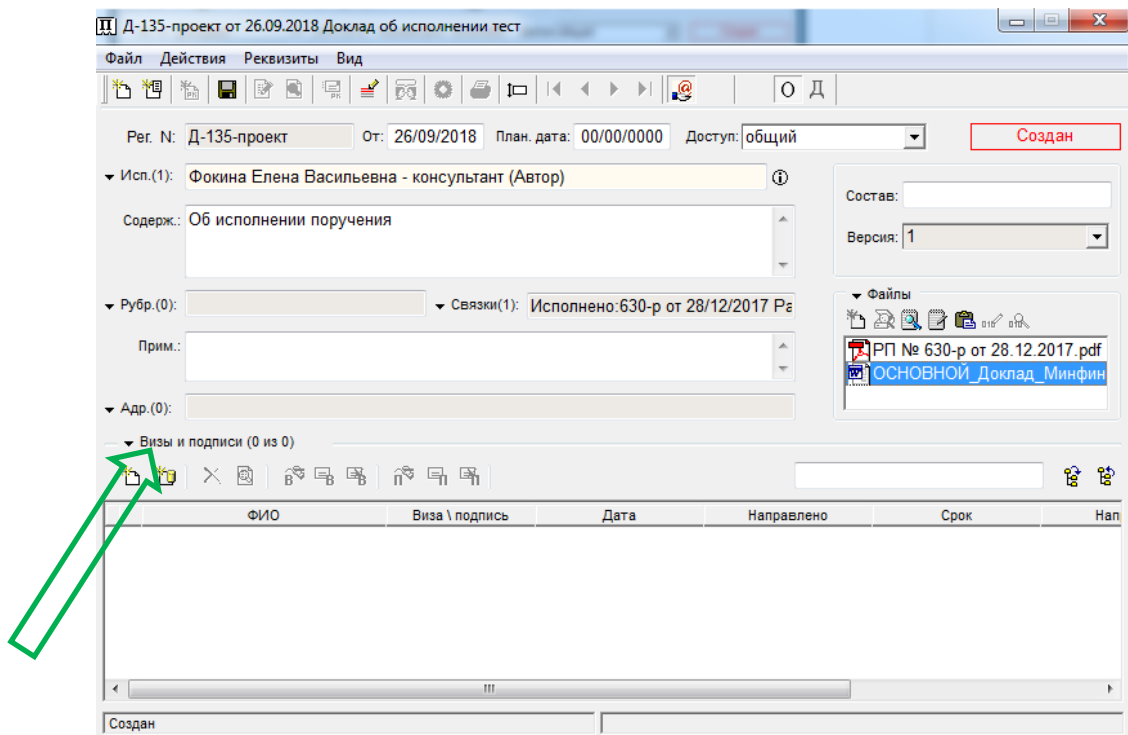 Д-135-проект от 26.09.2018 Доклад об исполнении тест
Файл Действия Реквизиты Вид
О Д
Рег. N: Д-135-проект От: 26/09/2018 План. дата: 00/00/0000 Доступ: общий Создан
Исп.(1): Фокина Елена Васильевна - консультант (Автор)
Состав:
Содерж.: Об исполнении поручения
Версия: 1
Рубр.(0): Связки(1): Исполнено:630-р от 28/12/2017 Ра
Файлы
Прим.:
РП № 630-р от 28.12.2017.pdf
ОСНОВНОЙ_Доклад_Минфин
Адр.(0):
Визы и подписи (0 из 0)
ФИО Виза \ подпись Дата Направлено Срок Нап
Создан